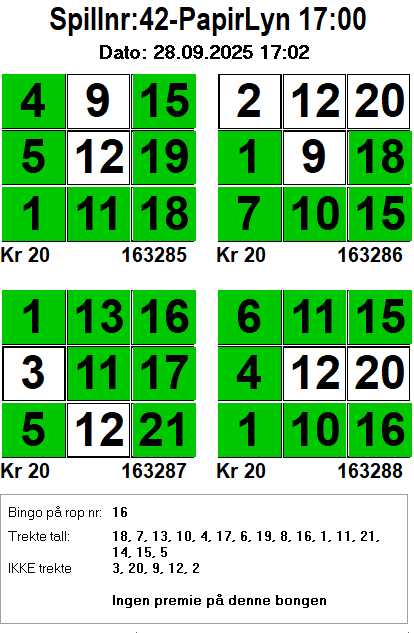 Spillnr:42-PapirLyn 17:00
Dato: 28.09.2025 17:02
4 9 15
5 12 19
1 11 18
Kr 20 163285
2 12 20
1 9 18
7 10 15
Kr 20 163286
1 13 16
3 11 17
5 12 21
Kr 20 163287
6 11 15
4 12 20
1 10 16
Kr 20 163288
Bingo på rop nr: 16
Trekte tall: 18, 7, 13, 10, 4, 17, 6, 19, 8, 16, 1, 11, 21,
14, 15, 5
IKKE trekte 3, 20, 9, 12, 2
Ingen premie på denne bongen